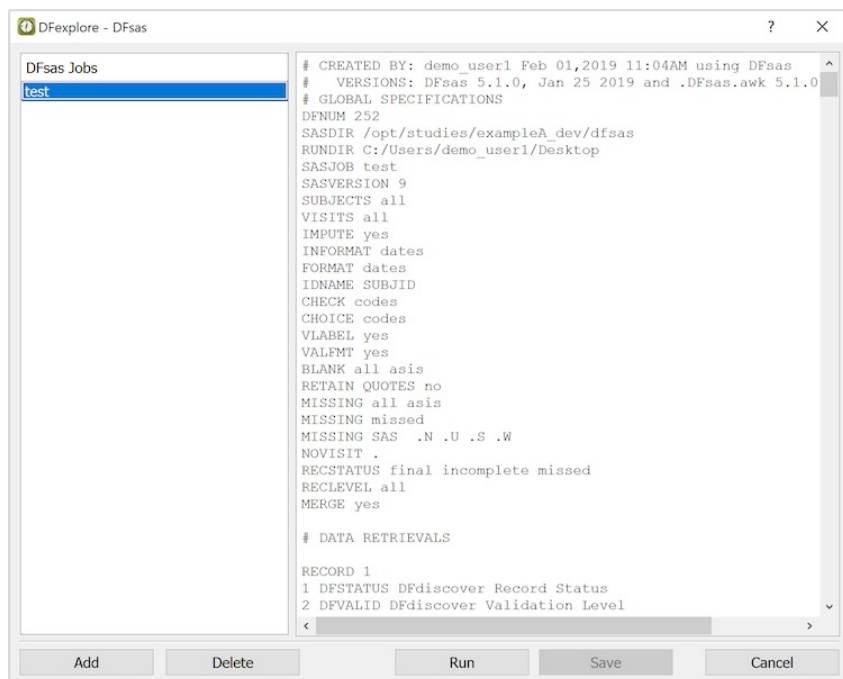 DFexplore - DFsas
? ×
DFsas Jobs
test
# CREATED BY: demo_user1 Feb 01,2019 11:04AM using DFsas
#   VERSIONS: DFsas 5.1.0, Jan 25 2019 and .DFsas.awk 5.1.0
# GLOBAL SPECIFICATIONS
DFNUM 252
SASDIR /opt/studies/exampleA_dev/dfsas
RUNDIR C:/Users/demo_user1/Desktop
SASJOB test
SASVERSION 9
SUBJECTS all
VISITS all
IMPUTE yes
INFORMAT dates
FORMAT dates
IDNAME SUBJID
CHECK codes
CHOICE codes
VLABEL yes
VALFMT yes
BLANK all asis
RETAIN QUOTES no
MISSING all asis
MISSING missed
MISSING SAS  .N .U .S .W
NOVISIT .
RECSTATUS final incomplete missed
RECLEVEL all
MERGE yes
# DATA RETRIEVALS
RECORD 1
1 DFSTATUS DFdiscover Record Status
2 DFVALID DFdiscover Validation Level
Add Delete Run Save Cancel